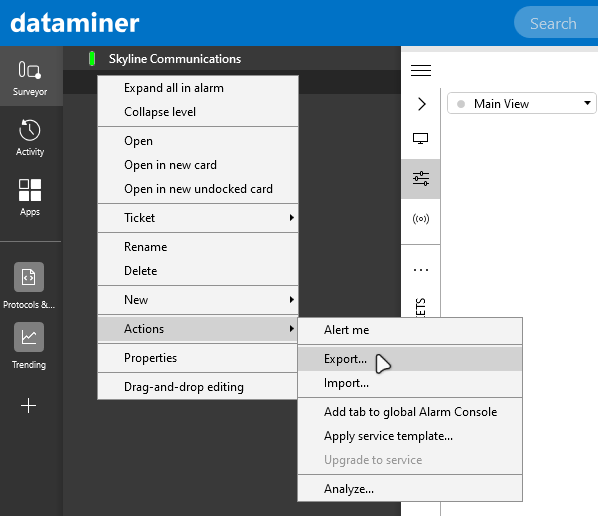 dataminer
Search
Skyline Communications
Surveyor
Activity
Apps
Protocols &...
Trending
Expand all in alarm
Collapse level
Open
Open in new card
Open in new undocked card
Ticket
Rename
Delete
New
Actions
Properties
Drag-and-drop editing
Main View
Alert me
Export...
Import...
Add tab to global Alarm Console
Apply service template...
Upgrade to service
Analyze...